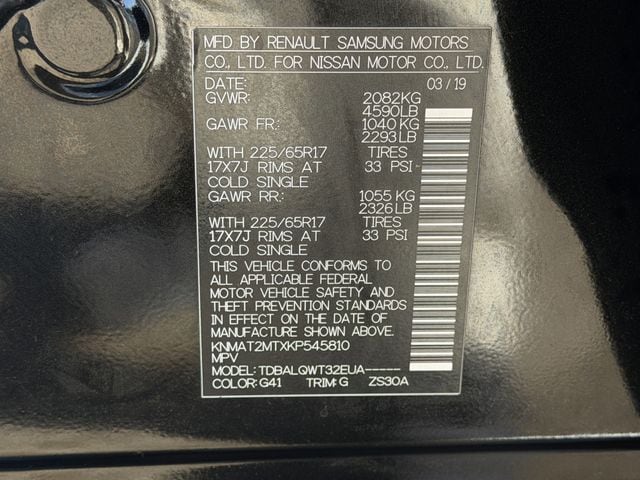 MFD BY RENAULT SAMSUNG MOTORS
CO., LTD. FOR NISSAN MOTOR CO., LTD.
DATE: 03/19
GVWR: 2082KG
4590LB
GAWR FR: 1040 KG
2293LB
WITH 225/65R17 TIRES
17X7J RIMS AT 33 PSI
COLD SINGLE
GAWR RR: 1055 KG
2326LB
WITH 225/65R17 TIRES
17X7J RIMS AT 33 PSI
COLD SINGLE
THIS VEHICLE CONFORMS TO
ALL APPLICABLE FEDERAL
MOTOR VEHICLE SAFETY AND
THEFT PREVENTION STANDARDS
IN EFFECT ON THE DATE OF
MANUFACTURE SHOWN ABOVE.
KNMAT2MTXKP545810
MPV
MODEL: TDBALQWT32EUA-----
COLOR: G41 TRIM: G ZS30A